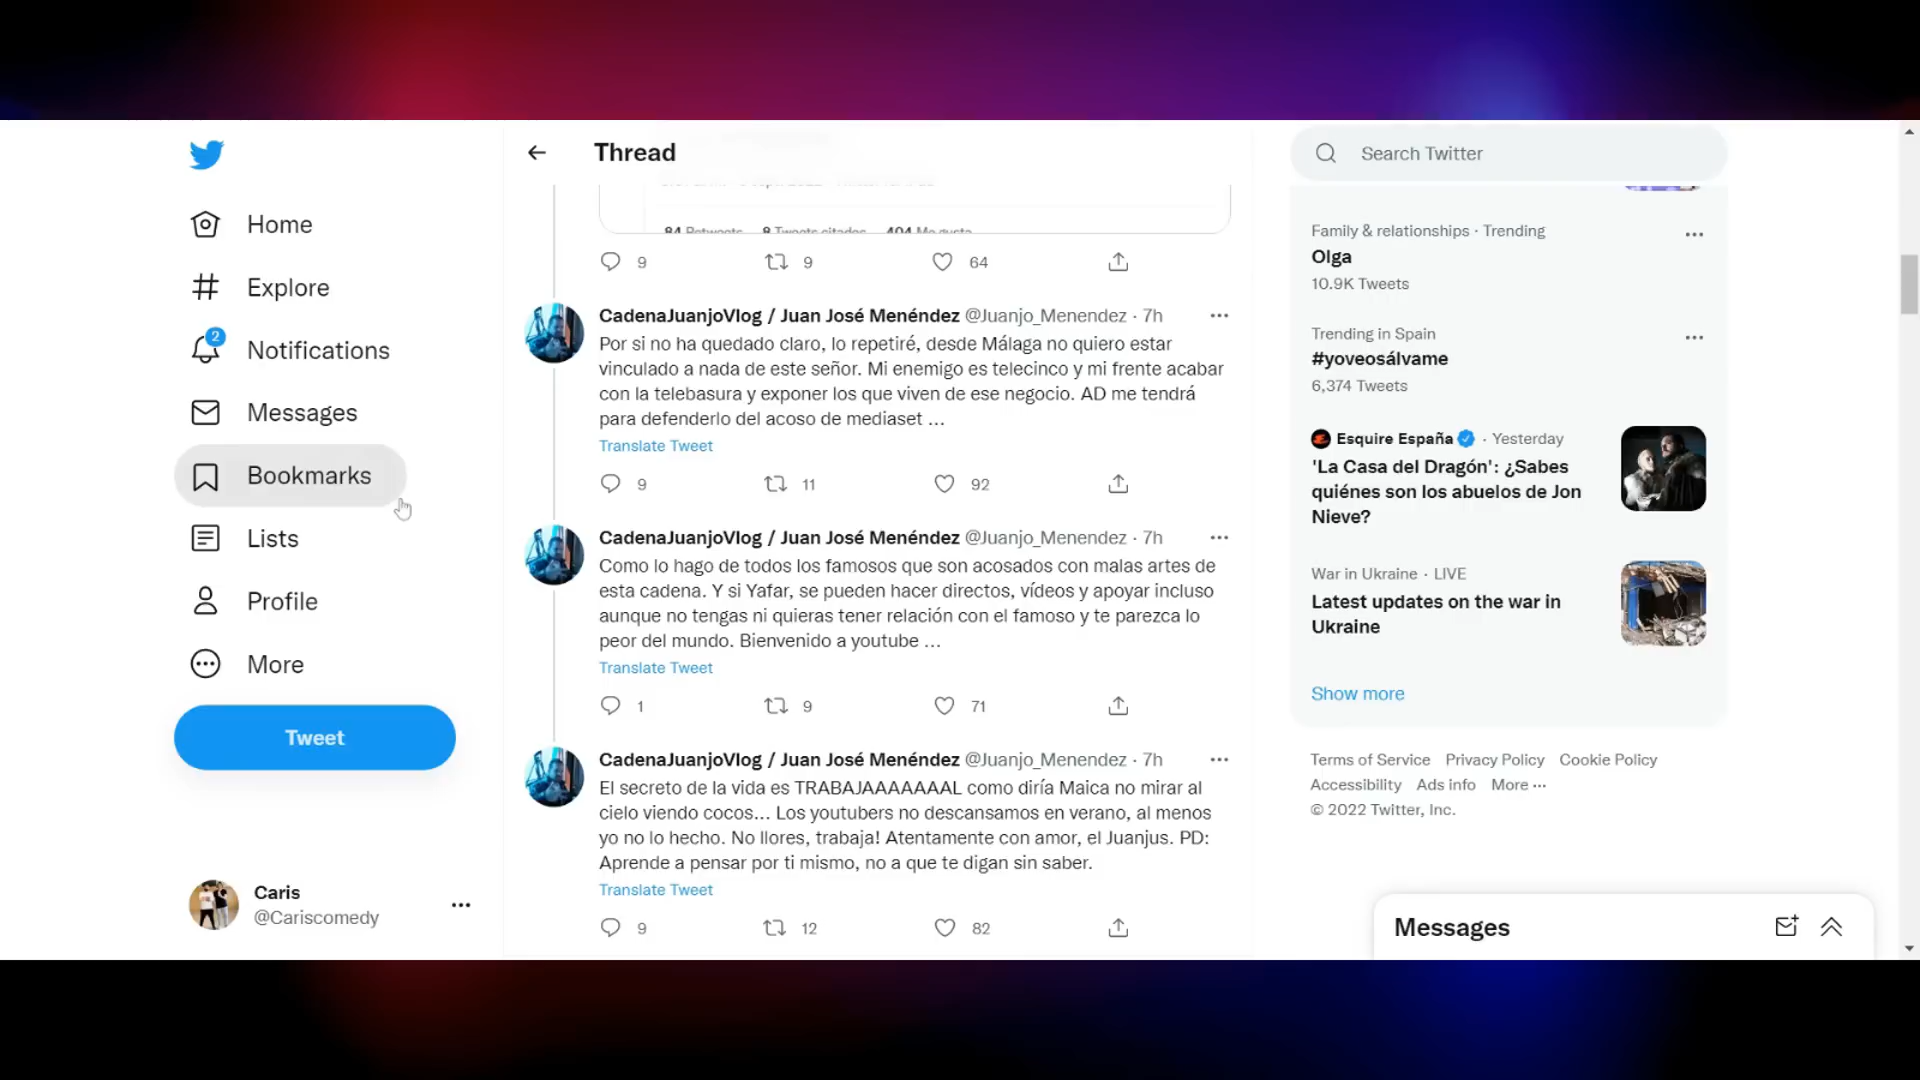 Home
Explore
2
Notifications
Messages
Bookmarks
Lists
Profile
More
Tweet
Caris
@Cariscomedy
Thread
84 Retweets 8 Tweets citados 404 Me gusta
9 9 64
CadenaJuanjoVlog / Juan José Menéndez @Juanjo_Menendez · 7h
Por si no ha quedado claro, lo repetiré, desde Málaga no quiero estar
vinculado a nada de este señor. Mi enemigo es telecinco y mi frente acabar
con la telebasura y exponer los que viven de ese negocio. AD me tendrá
para defenderlo del acoso de mediaset ...
Translate Tweet
9 11 92
CadenaJuanjoVlog / Juan José Menéndez @Juanjo_Menendez · 7h
Como lo hago de todos los famosos que son acosados con malas artes de
esta cadena. Y si Yafar, se pueden hacer directos, vídeos y apoyar incluso
aunque no tengas ni quieras tener relación con el famoso y te parezca lo
peor del mundo. Bienvenido a youtube ...
Translate Tweet
1 9 71
CadenaJuanjoVlog / Juan José Menéndez @Juanjo_Menendez · 7h
El secreto de la vida es TRABAJAAAAAAAL como diría Maica no mirar al
cielo viendo cocos... Los youtubers no descansamos en verano, al menos
yo no lo hecho. No llores, trabaja! Atentamente con amor, el Juanjus. PD:
Aprende a pensar por ti mismo, no a que te digan sin saber.
Translate Tweet
9 12 82
Search Twitter
Family & relationships · Trending
Olga
10.9K Tweets
Trending in Spain
#yoveosálvame
6,374 Tweets
Esquire España · Yesterday
'La Casa del Dragón': ¿Sabes
quiénes son los abuelos de Jon
Nieve?
War in Ukraine · LIVE
Latest updates on the war in
Ukraine
Show more
Terms of Service Privacy Policy Cookie Policy
Accessibility Ads info More ...
© 2022 Twitter, Inc.
Messages